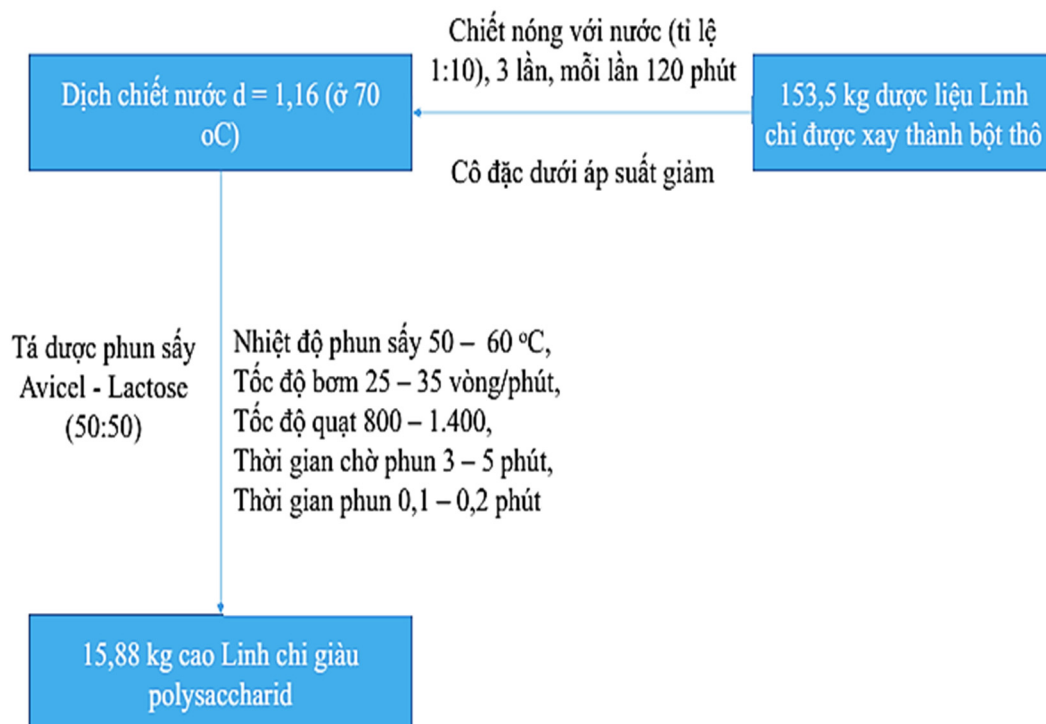 Chiết nóng với nước (tỉ lệ
1:10), 3 lần, mỗi lần 120 phút
Dịch chiết nước d = 1,16 (ở 70
oC)
153,5 kg dược liệu Linh
chi được xay thành bột thô
Cô đặc dưới áp suất giảm
Tá dược phun sấy
Avicel - Lactose
(50:50)
Nhiệt độ phun sấy 50 – 60 °C,
Tốc độ bơm 25 – 35 vòng/phút,
Tốc độ quạt 800 – 1.400,
Thời gian chờ phun 3 – 5 phút,
Thời gian phun 0,1 – 0,2 phút
15,88 kg cao Linh chi giàu
polysaccharid